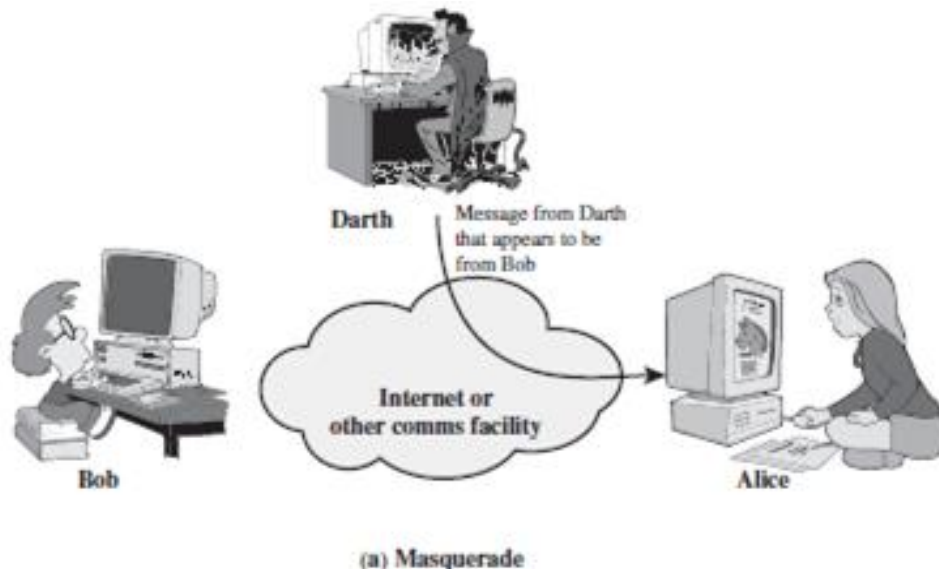 Darth
Message from Darth
that appears to be
from Bob
Internet or
other comms facility
Bob
Alice
(a) Masquerade